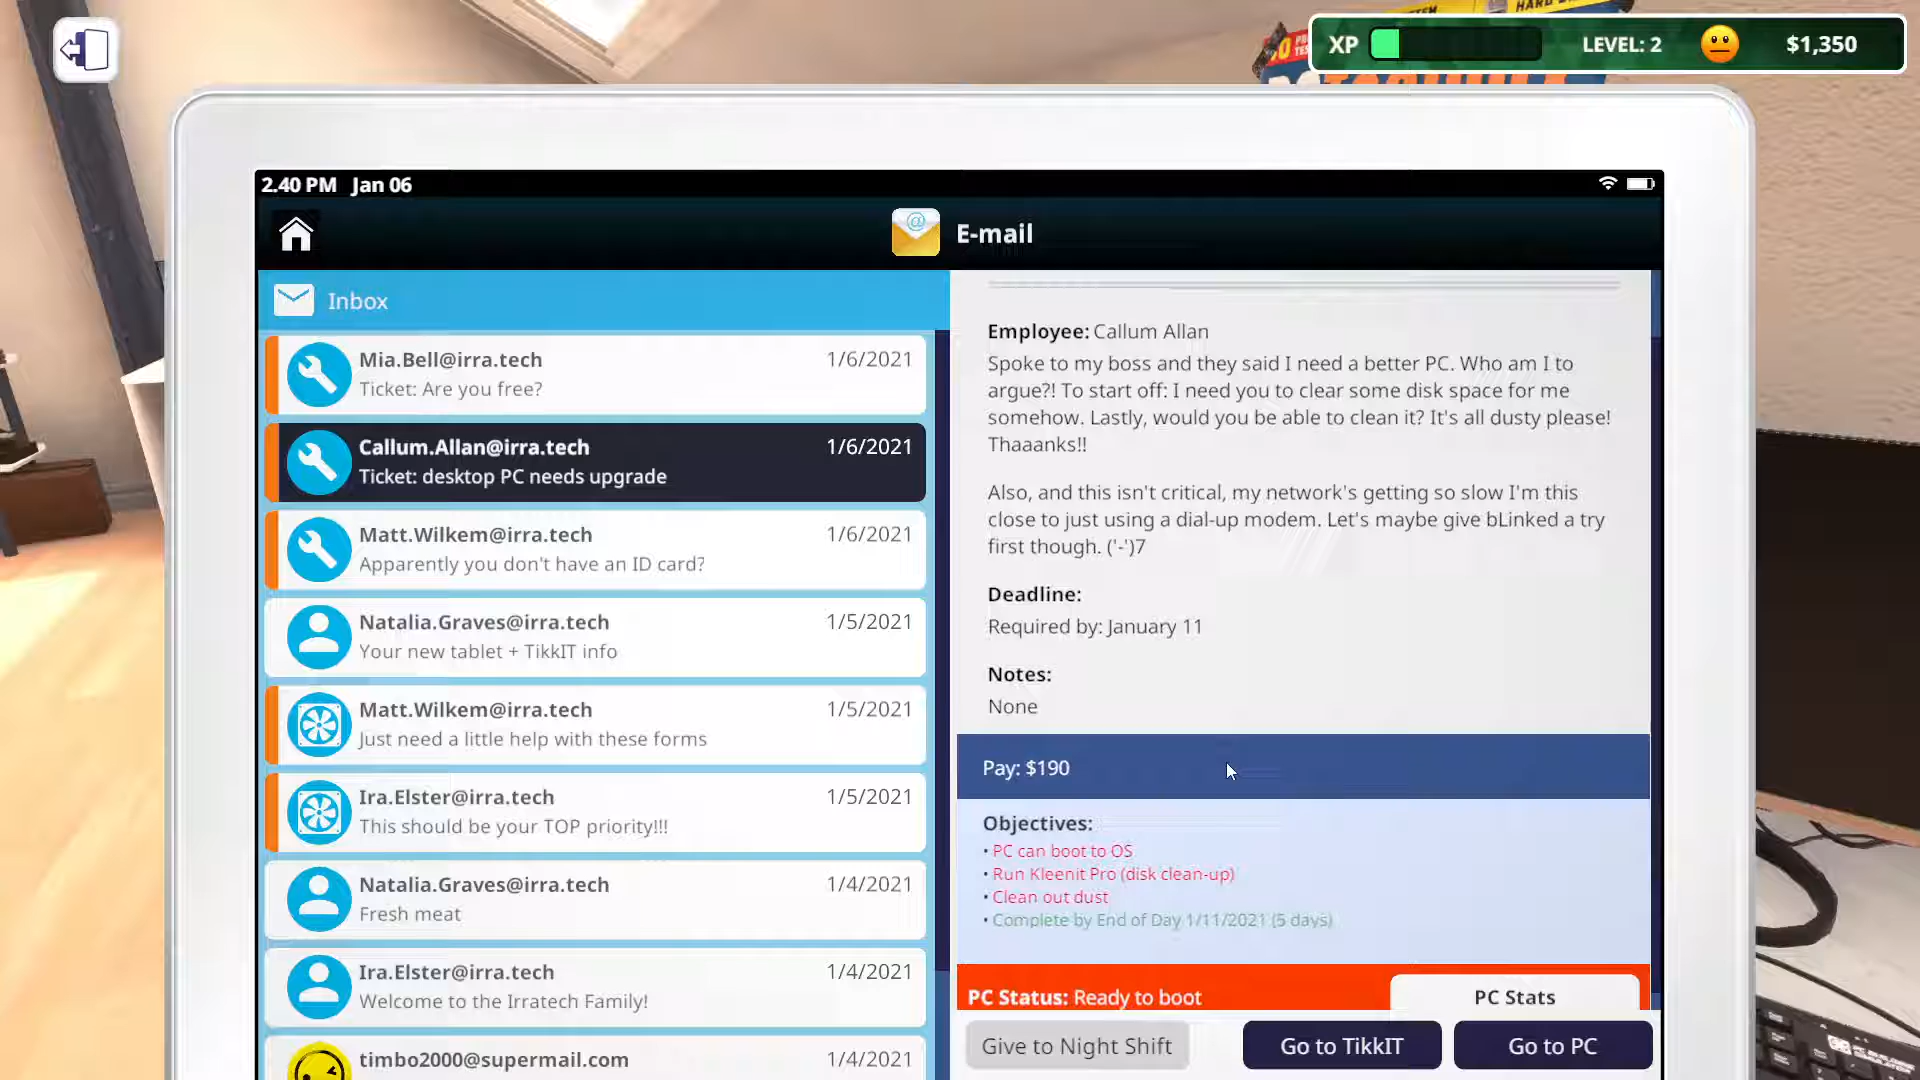 XP
LEVEL: 2
$1,350
2.40 PM Jan 06
E-mail
Inbox
Mia.Bell@irra.tech 1/6/2021
Ticket: Are you free?
Callum.Allan@irra.tech 1/6/2021
Ticket: desktop PC needs upgrade
Matt.Wilkem@irra.tech 1/6/2021
Apparently you don't have an ID card?
Natalia.Graves@irra.tech 1/5/2021
Your new tablet + TikkIT info
Matt.Wilkem@irra.tech 1/5/2021
Just need a little help with these forms
Ira.Elster@irra.tech 1/5/2021
This should be your TOP priority!!!
Natalia.Graves@irra.tech 1/4/2021
Fresh meat
Ira.Elster@irra.tech 1/4/2021
Welcome to the Irratech Family!
timbo2000@supermail.com 1/4/2021
Employee: Callum Allan
Spoke to my boss and they said I need a better PC. Who am I to
argue?! To start off: I need you to clear some disk space for me
somehow. Lastly, would you be able to clean it? It's all dusty please!
Thaaanks!!
Also, and this isn't critical, my network's getting so slow I'm this
close to just using a dial-up modem. Let's maybe give bLinked a try
first though. ('-')7
Deadline:
Required by: January 11
Notes:
None
Pay: $190
Objectives:
• PC can boot to OS
• Run Kleenit Pro (disk clean-up)
• Clean out dust
• Complete by End of Day 1/11/2021 (5 days)
PC Status: Ready to boot
PC Stats
Give to Night Shift
Go to TikkIT
Go to PC